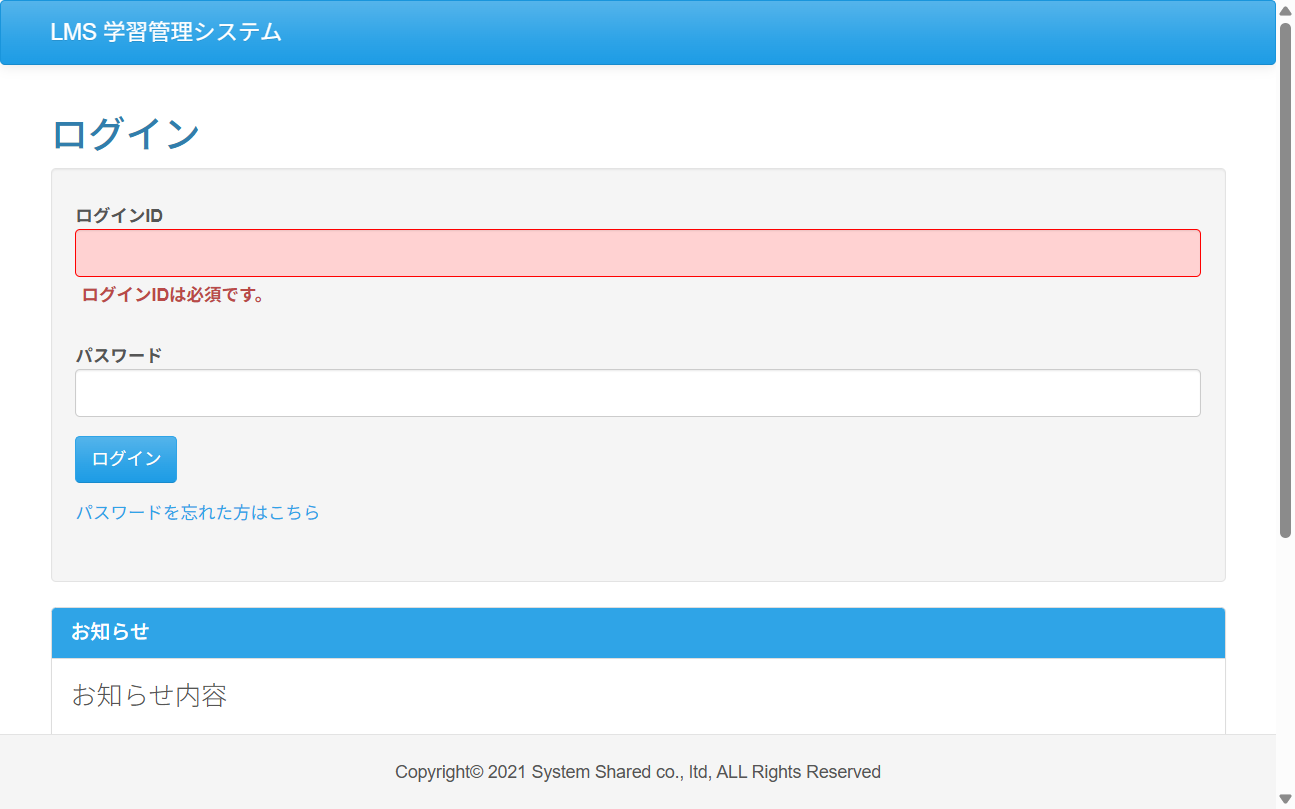 LMS 学習管理システム
ログイン
ログインID
ログインIDは必須です。
パスワード
ログイン
パスワードを忘れた方はこちら
お知らせ
お知らせ内容
Copyright© 2021 System Shared co., ltd, ALL Rights Reserved